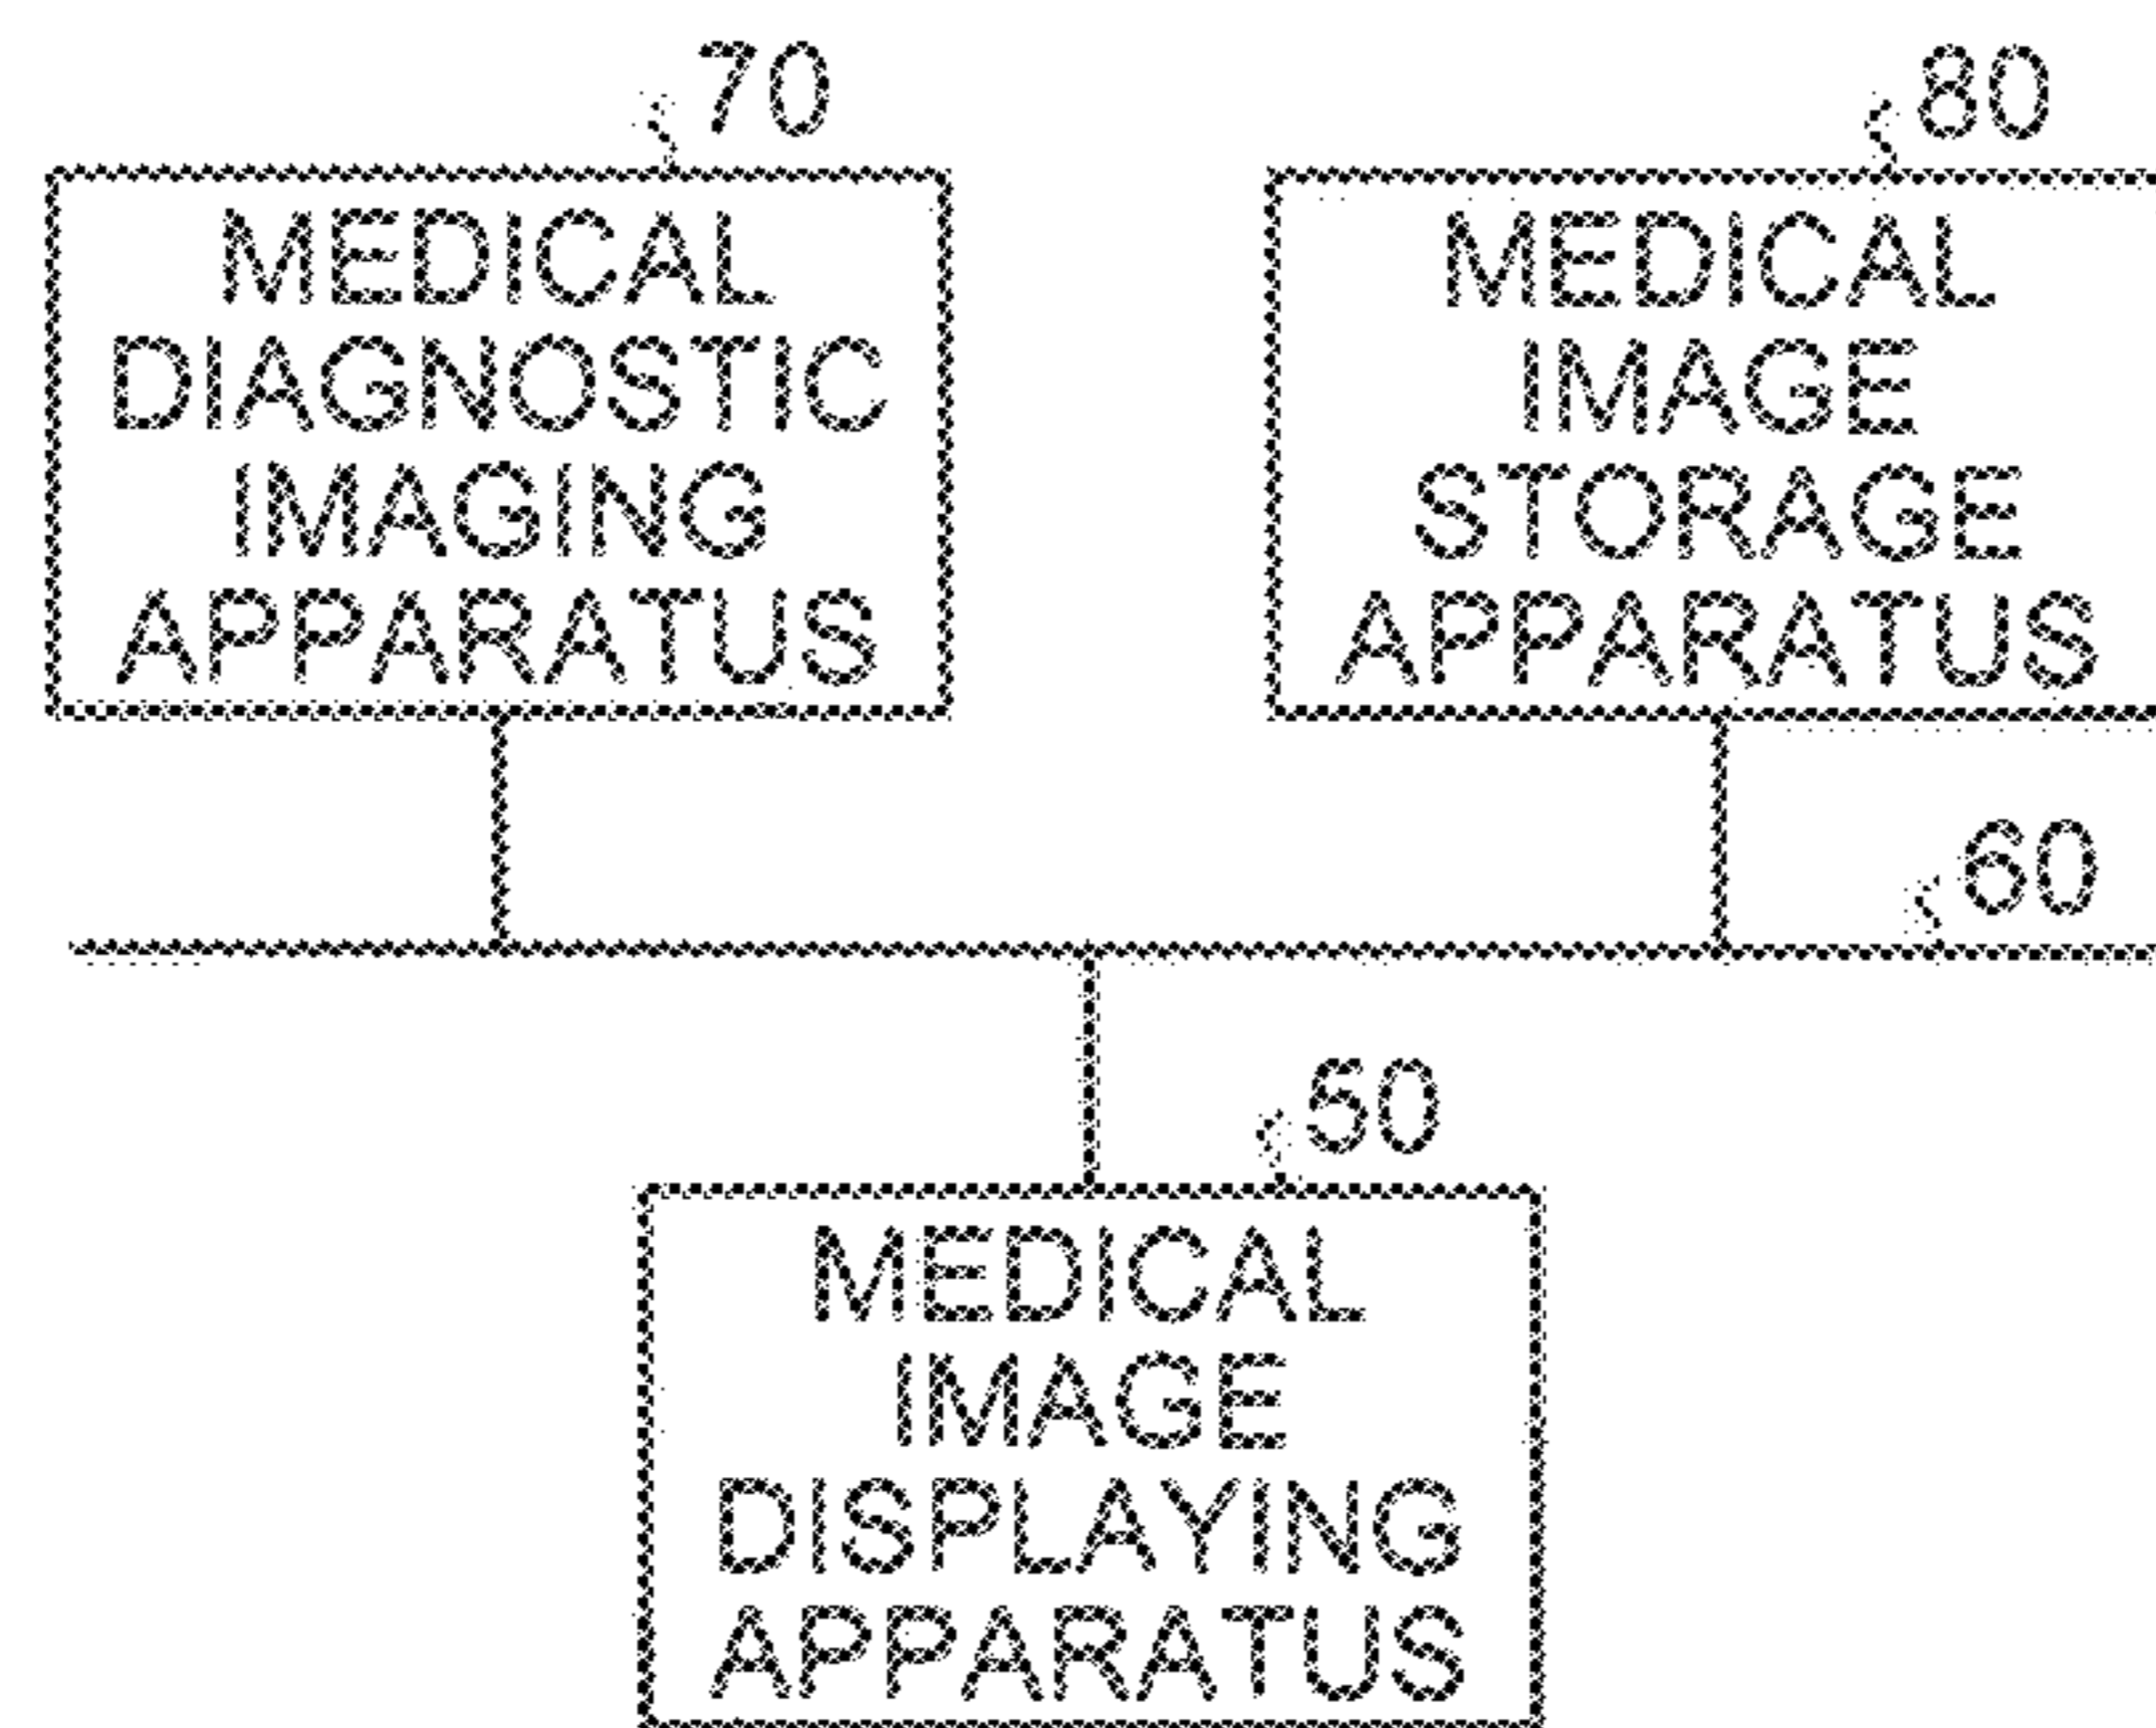 70
MEDICAL
DIAGNOSTIC
IMAGING
APPARATUS
80
MEDICAL
IMAGE
STORAGE
APPARATUS
60
50
MEDICAL
IMAGE
DISPLAYING
APPARATUS